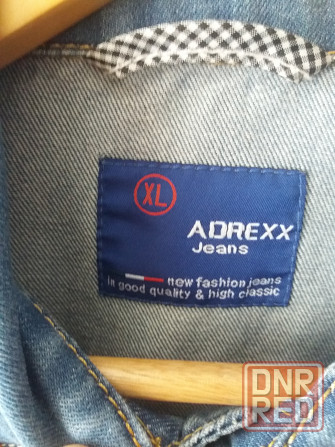 XL
ADREXX
Jeans
new fashion jeans
in good quality & high classic
DNR
RED